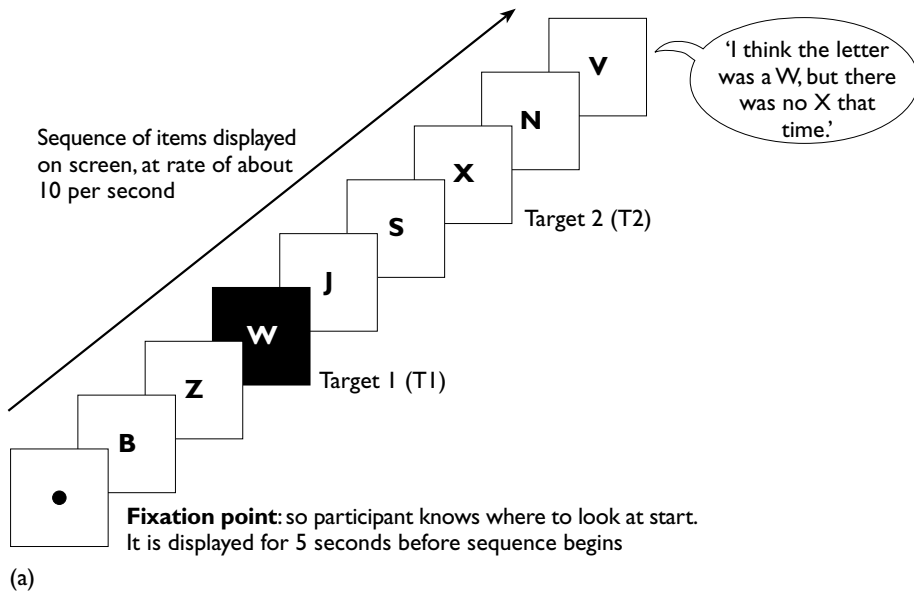 V
'I think the letter
was a W, but there
was no X that
time.'
N
Sequence of items displayed
on screen, at rate of about
10 per second
X
Target 2 (T2)
S
J
W
Target 1 (T1)
Z
B
Fixation point: so participant knows where to look at start.
It is displayed for 5 seconds before sequence begins
(a)